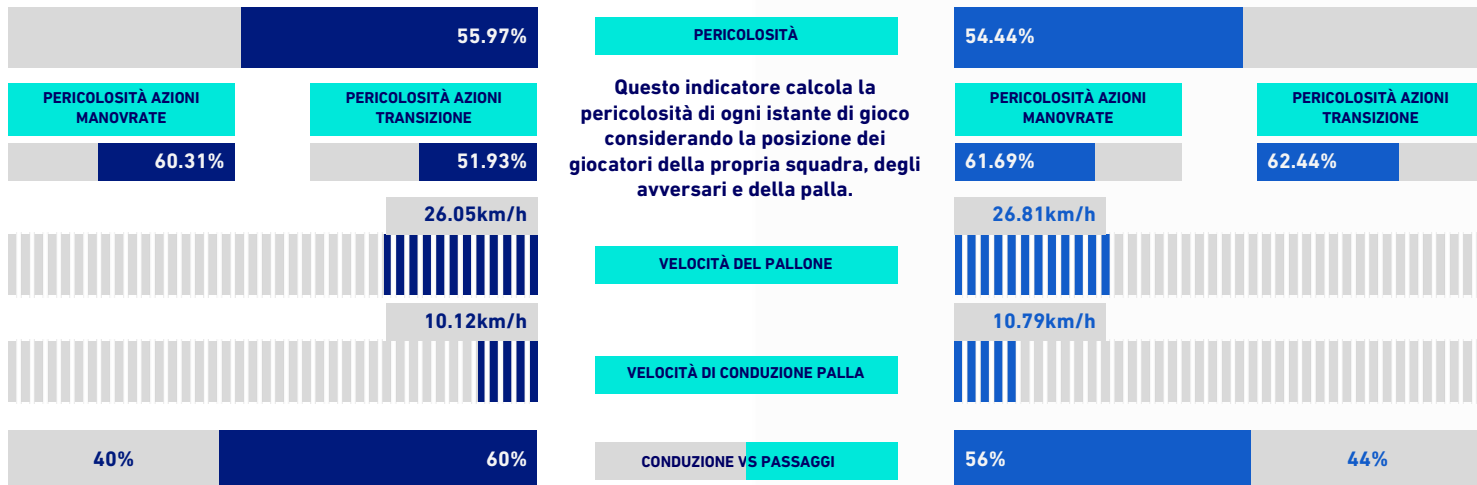 55.97%
PERICOLOSITÀ
54.44%
PERICOLOSITÀ AZIONI
MANOVRATE
60.31%
PERICOLOSITÀ AZIONI
TRANSIZIONE
51.93%
Questo indicatore calcola la
pericolosità di ogni istante di gioco
considerando la posizione dei
giocatori della propria squadra, degli
avversari e della palla.
PERICOLOSITÀ AZIONI
MANOVRATE
61.69%
PERICOLOSITÀ AZIONI
TRANSIZIONE
62.44%
26.05km/h
VELOCITÀ DEL PALLONE
26.81km/h
10.12km/h
VELOCITÀ DI CONDUZIONE PALLA
10.79km/h
40%
60%
CONDUZIONE VS PASSAGGI
56%
44%